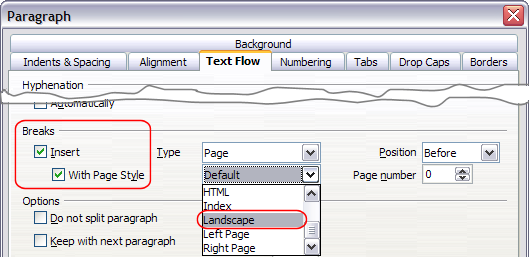 Paragraph
Background
Indents & Spacing Alignment Text Flow Numbering Tabs Drop Caps Borders
Hyphenation
Automatically
Breaks
Insert Type Page Position Before
With Page Style Default Page number 0
HTML
Index
Options
Landscape
Do not split paragraph
Left Page
Keep with next paragraph
Right Page